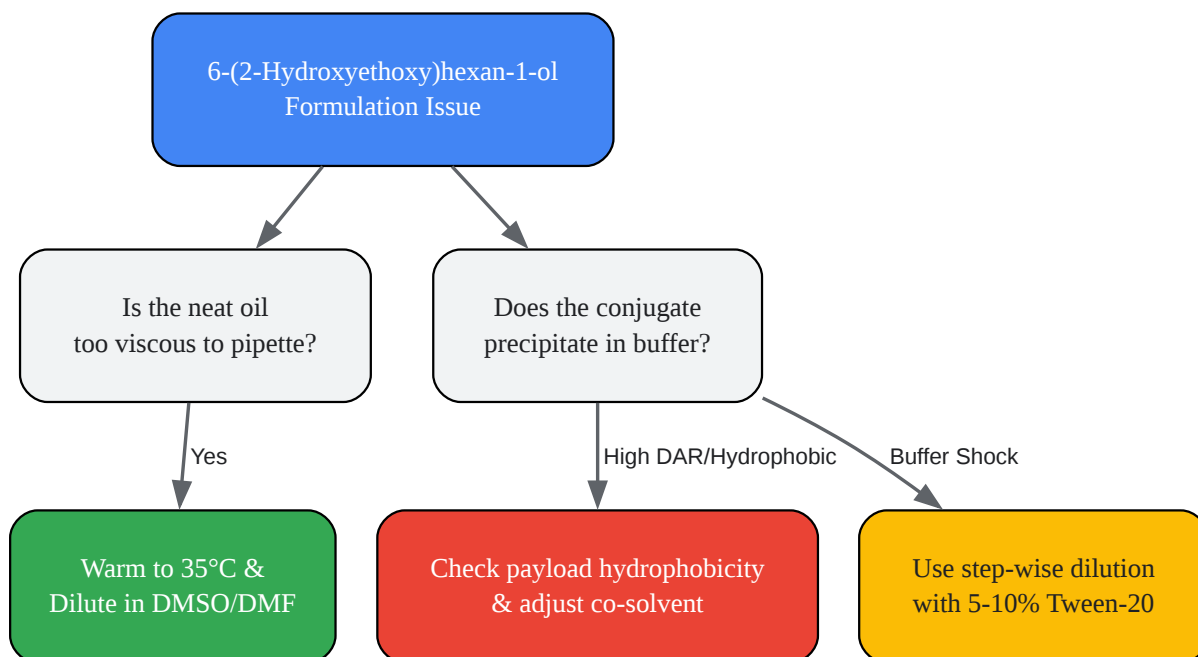 6-(2-Hydroxyethoxy)hexan-1-ol
Formulation Issue
Is the neat oil
too viscous to pipette?
Does the conjugate
precipitate in buffer?
Yes
High DAR/Hydrophobic
Buffer Shock
Warm to 35°C &
Dilute in DMSO/DMF
Check payload hydrophobicity
& adjust co-solvent
Use step-wise dilution
with 5-10% Tween-20